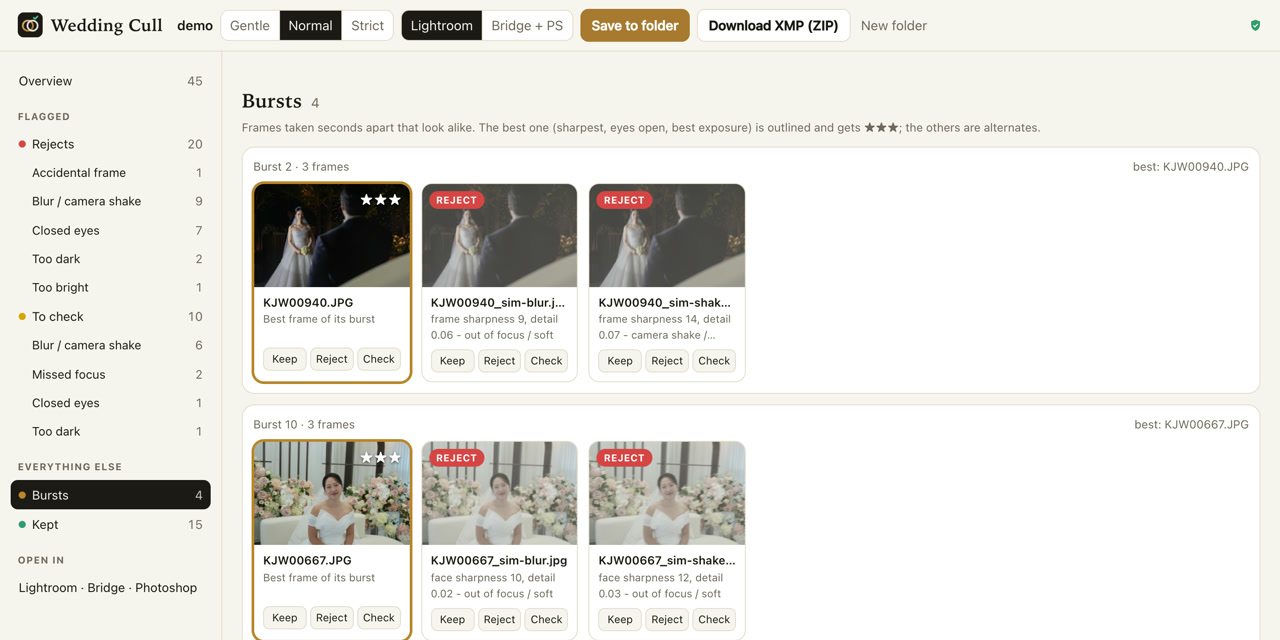 Wedding Cull demo Gentle Normal Strict Lightroom Bridge + PS Save to folder Download XMP (ZIP) New folder
Overview 45
FLAGGED
Rejects 20
Accidental frame 1
Blur / camera shake 9
Closed eyes 7
Too dark 2
Too bright 1
To check 10
Blur / camera shake 6
Missed focus 2
Closed eyes 1
Too dark 1
EVERYTHING ELSE
Bursts 4
Kept 15
OPEN IN
Lightroom · Bridge · Photoshop
Bursts 4
Frames taken seconds apart that look alike. The best one (sharpest, eyes open, best exposure) is outlined and gets ★★★; the others are alternates.
Burst 2 · 3 frames best: KJW00940.JPG
★★★
KJW00940.JPG
Best frame of its burst
Keep Reject Check
REJECT
KJW00940_sim-blur.j...
frame sharpness 9, detail
0.06 - out of focus / soft
Keep Reject Check
REJECT
KJW00940_sim-shak...
frame sharpness 14, detail
0.07 - camera shake /...
Keep Reject Check
Burst 10 · 3 frames best: KJW00667.JPG
★★★
KJW00667.JPG
Best frame of its burst
Keep Reject Check
REJECT
KJW00667_sim-blur.jpg
face sharpness 10, detail
0.02 - out of focus / soft
Keep Reject Check
REJECT
KJW00667_sim-shake...
face sharpness 12, detail
0.03 - out of focus / soft
Keep Reject Check